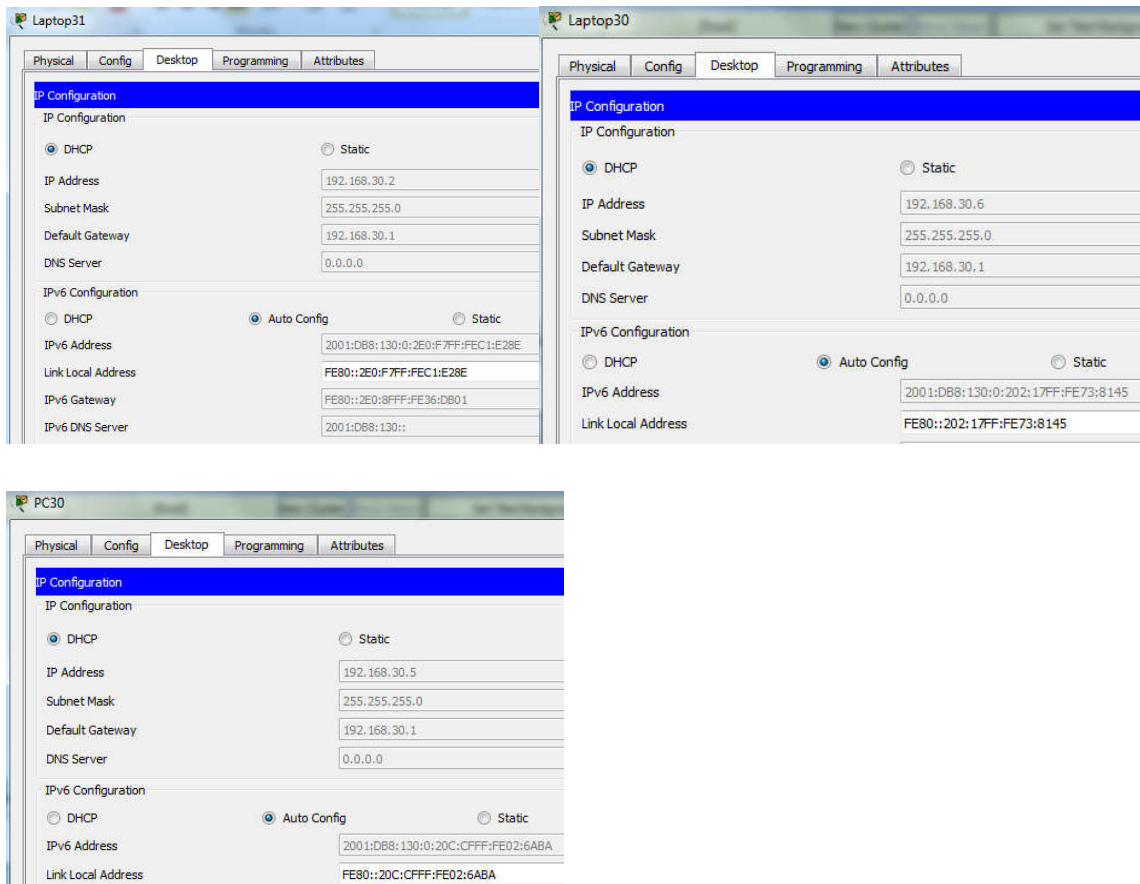 Laptop31
Physical Config Desktop Programming Attributes
IP Configuration
IP Configuration
DHCP Static
IP Address 192.168.30.2
Subnet Mask 255.255.255.0
Default Gateway 192.168.30.1
DNS Server 0.0.0.0
IPv6 Configuration
DHCP Auto Config Static
IPv6 Address 2001:DB8:130:0:2E0:F7FF:FEC1:E28E
Link Local Address FE80::2E0:F7FF:FEC1:E28E
IPv6 Gateway FE80::2E0:8FFF:FE36:DB01
IPv6 DNS Server 2001:DB8:130::
Laptop30
Physical Config Desktop Programming Attributes
IP Configuration
IP Configuration
DHCP Static
IP Address 192.168.30.6
Subnet Mask 255.255.255.0
Default Gateway 192.168.30.1
DNS Server 0.0.0.0
IPv6 Configuration
DHCP Auto Config Static
IPv6 Address 2001:DB8:130:0:202:17FF:FE73:8145
Link Local Address FE80::202:17FF:FE73:8145
PC30
Physical Config Desktop Programming Attributes
IP Configuration
IP Configuration
DHCP Static
IP Address 192.168.30.5
Subnet Mask 255.255.255.0
Default Gateway 192.168.30.1
DNS Server 0.0.0.0
IPv6 Configuration
DHCP Auto Config Static
IPv6 Address 2001:DB8:130:0:20C:CFFF:FE02:6ABA
Link Local Address FE80::20C:CFFF:FE02:6ABA